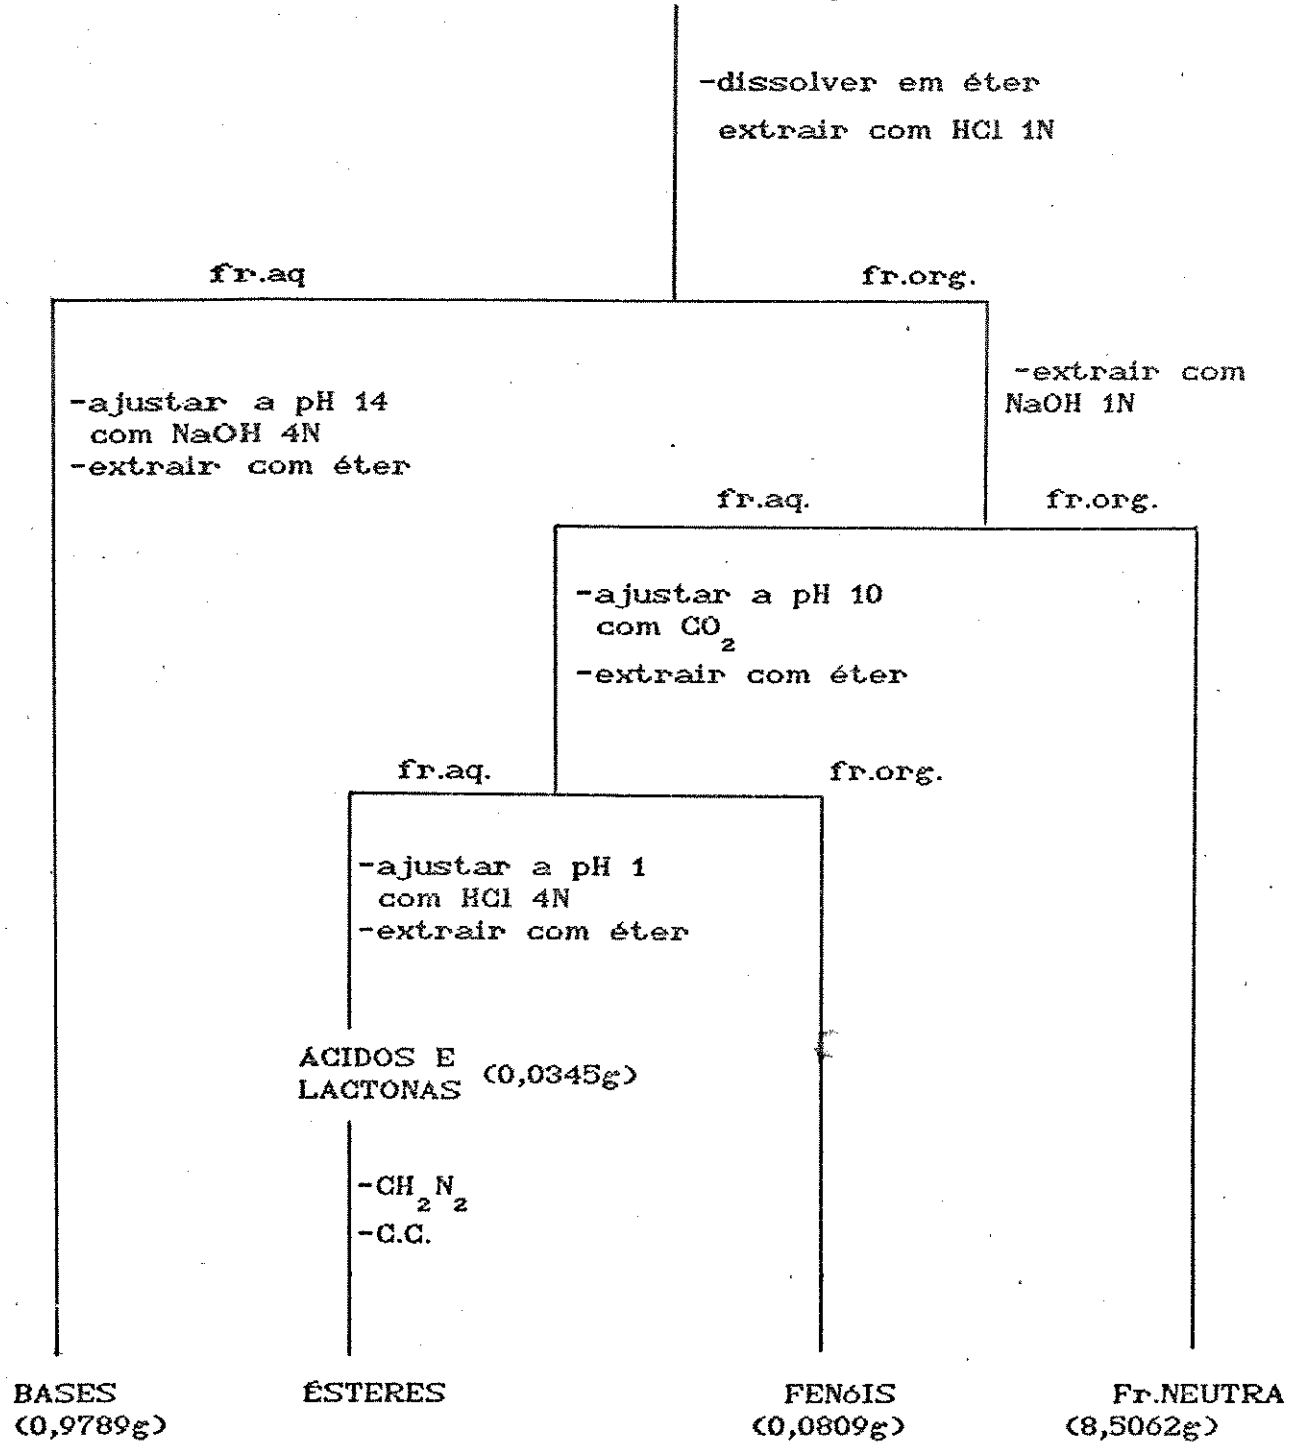 -dissolver em éter
extrair com HCl 1N
fr.aq
fr.org.
-ajustar a pH 14
com NaOH 4N
-extrair com éter
-extrair com
NaOH 1N
fr.aq.
fr.org.
-ajustar a pH 10
com CO2
-extrair com éter
fr.aq.
fr.org.
-ajustar a pH 1
com HCl 4N
-extrair com éter
ÁCIDOS E
LACTONAS (0,0345g)
-CH2N2
-C.C.
BASES
(0,9789g)
ÉSTERES
FENóIS
(0,0809g)
Fr.NEUTRA
(8,5062g)